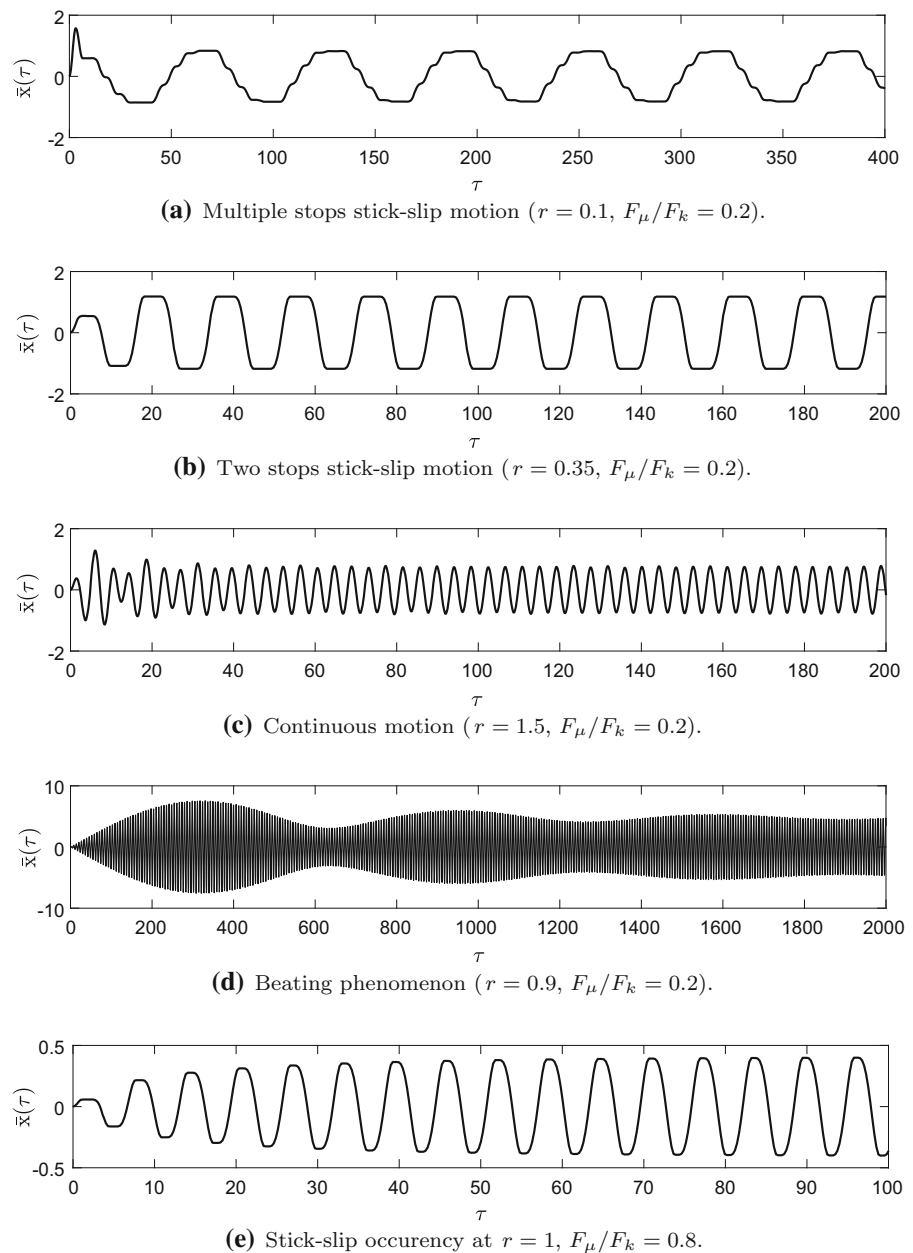 2
0
-2
x̄(τ)
0 50 100 150 200 250 300 350 400
τ
(a) Multiple stops stick-slip motion (r = 0.1, Fμ/Fk = 0.2).
2
0
-2
x̄(τ)
0 20 40 60 80 100 120 140 160 180 200
τ
(b) Two stops stick-slip motion (r = 0.35, Fμ/Fk = 0.2).
2
0
-2
x̄(τ)
0 20 40 60 80 100 120 140 160 180 200
τ
(c) Continuous motion (r = 1.5, Fμ/Fk = 0.2).
10
0
-10
x̄(τ)
0 200 400 600 800 1000 1200 1400 1600 1800 2000
τ
(d) Beating phenomenon (r = 0.9, Fμ/Fk = 0.2).
0.5
0
-0.5
x̄(τ)
0 10 20 30 40 50 60 70 80 90 100
τ
(e) Stick-slip occurency at r = 1, Fμ/Fk = 0.8.